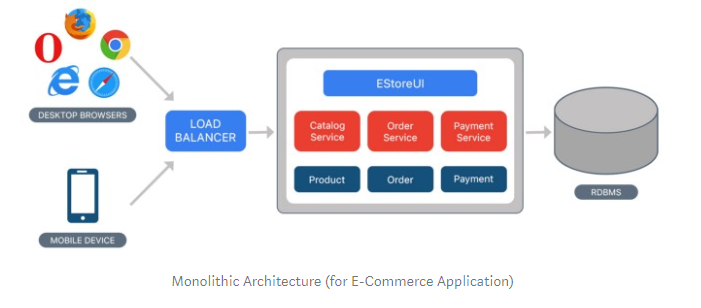 DESKTOP BROWSERS
MOBILE DEVICE
LOAD
BALANCER
EStoreUI
Catalog
Service
Order
Service
Payment
Service
Product
Order
Payment
RDBMS
Monolithic Architecture (for E-Commerce Application)